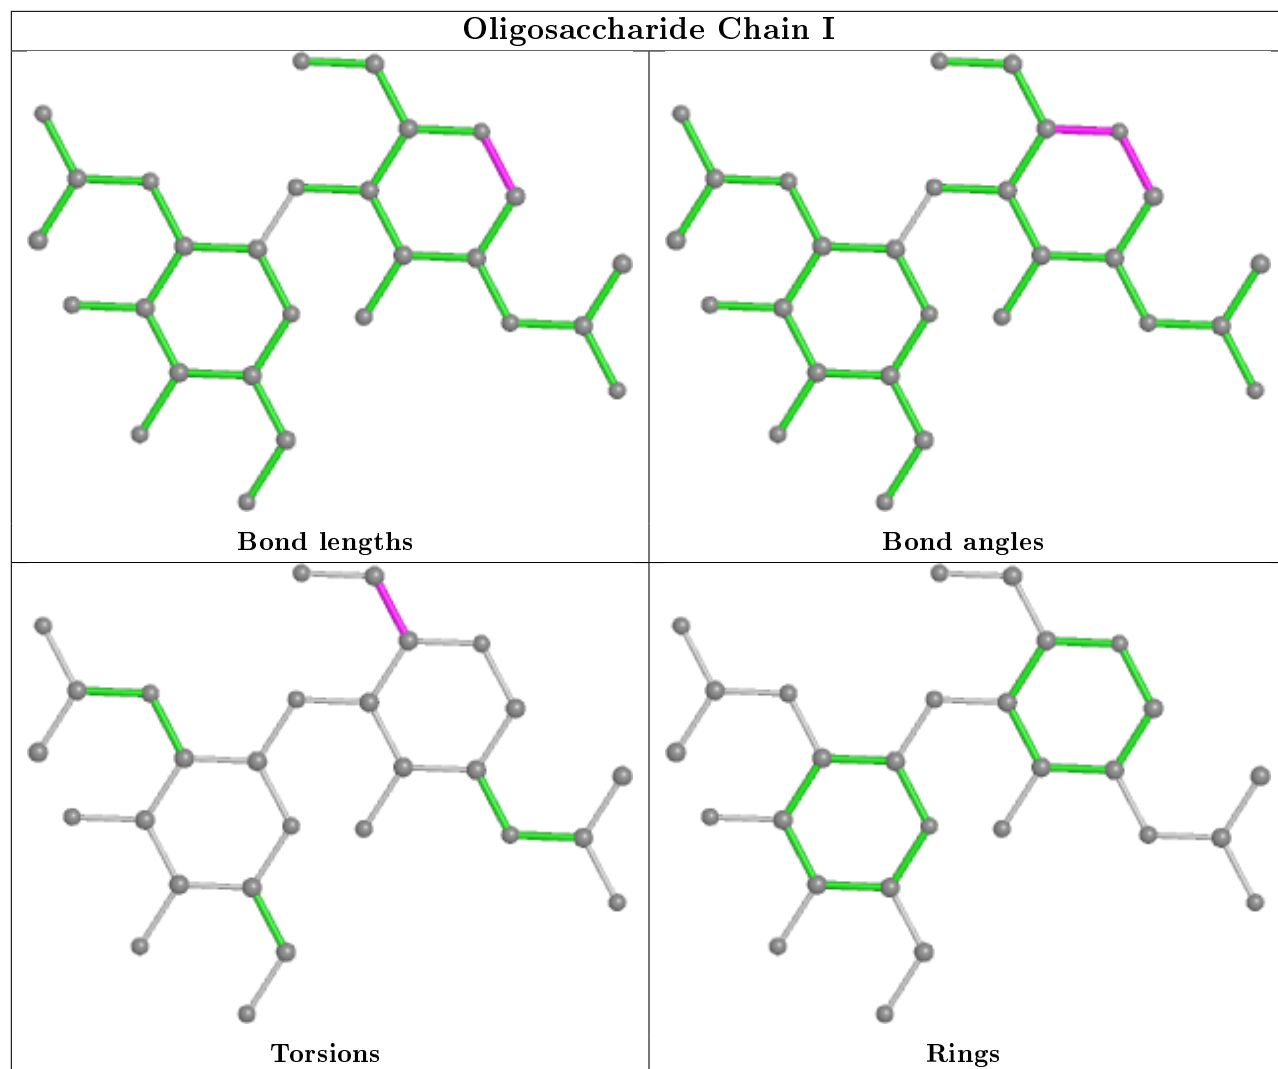 Oligosaccharide Chain I
Bond lengths
Bond angles
Torsions
Rings